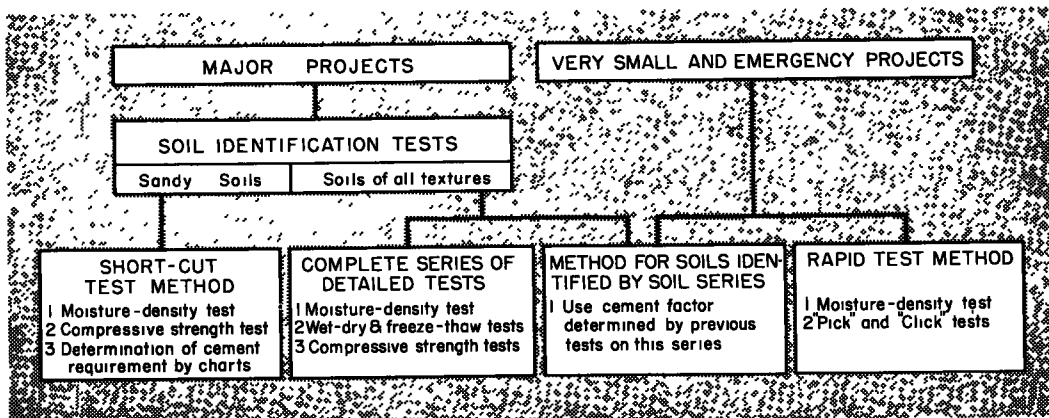 MAJOR PROJECTS
VERY SMALL AND EMERGENCY PROJECTS
SOIL IDENTIFICATION TESTS
Sandy Soils
Soils of all textures
SHORT-CUT
TEST METHOD
1 Moisture-density test
2 Compressive strength test
3 Determination of cement
requirement by charts
COMPLETE SERIES OF
DETAILED TESTS
1 Moisture-density test
2 Wet-dry & freeze-thaw tests
3 Compressive strength tests
METHOD FOR SOILS IDEN-
TIFIED BY SOIL SERIES
1 Use cement factor
determined by previous
tests on this series
RAPID TEST METHOD
1 Moisture-density test
2 "Pick" and "Click" tests